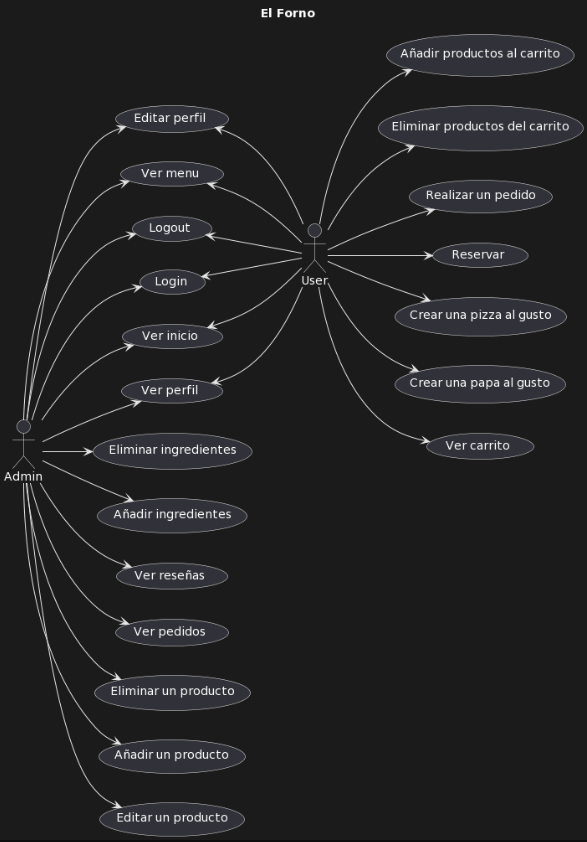 El Forno
Añadir productos al carrito
Editar perfil
Eliminar productos del carrito
Ver menu
Realizar un pedido
Logout
Reservar
Login
User
Crear una pizza al gusto
Ver inicio
Crear una papa al gusto
Ver perfil
Ver carrito
Eliminar ingredientes
Admin
Añadir ingredientes
Ver reseñas
Ver pedidos
Eliminar un producto
Añadir un producto
Editar un producto